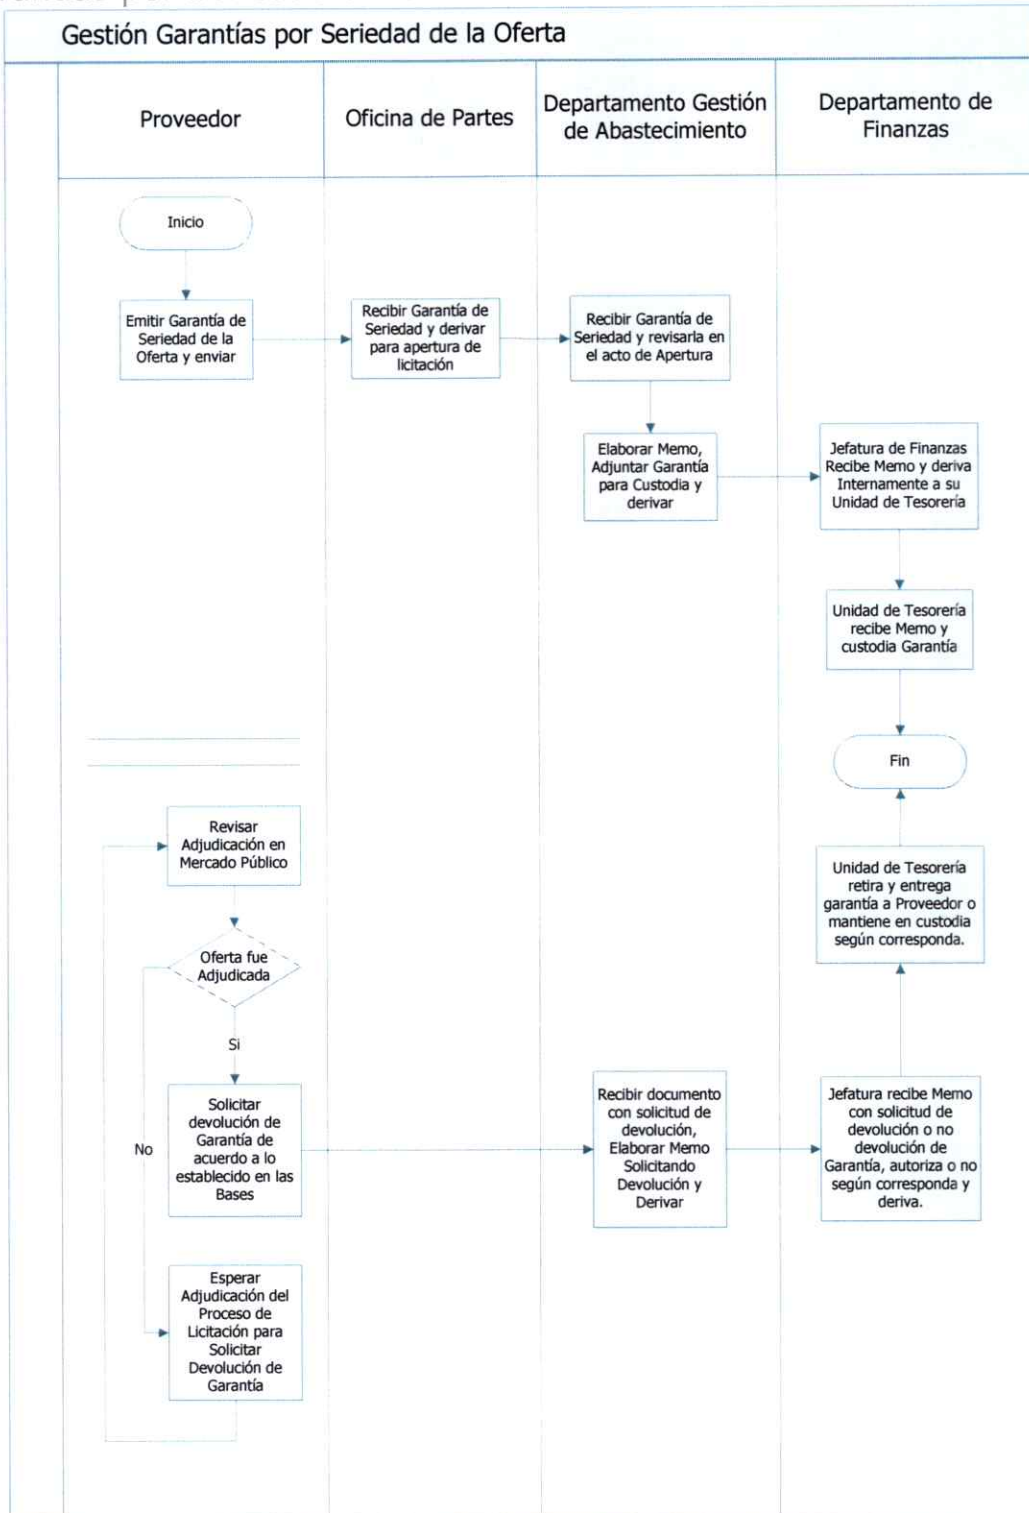 Gestión Garantías por Seriedad de la Oferta
Proveedor
Oficina de Partes
Departamento Gestión
de Abastecimiento
Departamento de
Finanzas
Inicio
Emitir Garantía de
Seriedad de la
Oferta y enviar
Recibir Garantía de
Seriedad y derivar
para apertura de
licitación
Recibir Garantía de
Seriedad y revisarla en
el acto de Apertura
Elaborar Memo,
Adjuntar Garantía
para Custodia y
derivar
Jefatura de Finanzas
Recibe Memo y deriva
Internamente a su
Unidad de Tesorería
Unidad de Tesorería
recibe Memo y
custodia Garantía
Fin
Revisar
Adjudicación en
Mercado Público
Unidad de Tesorería
retira y entrega
garantía a Proveedor o
mantiene en custodia
según corresponda.
Oferta fue
Adjudicada
Si
No
Solicitar
devolución de
Garantía de
acuerdo a lo
establecido en las
Bases
Recibir documento
con solicitud de
devolución,
Elaborar Memo
Solicitando
Devolución y
Derivar
Jefatura recibe Memo
con solicitud de
devolución o no
devolución de
Garantía, autoriza o no
según corresponda y
deriva.
Esperar
Adjudicación del
Proceso de
Licitación para
Solicitar
Devolución de
Garantía